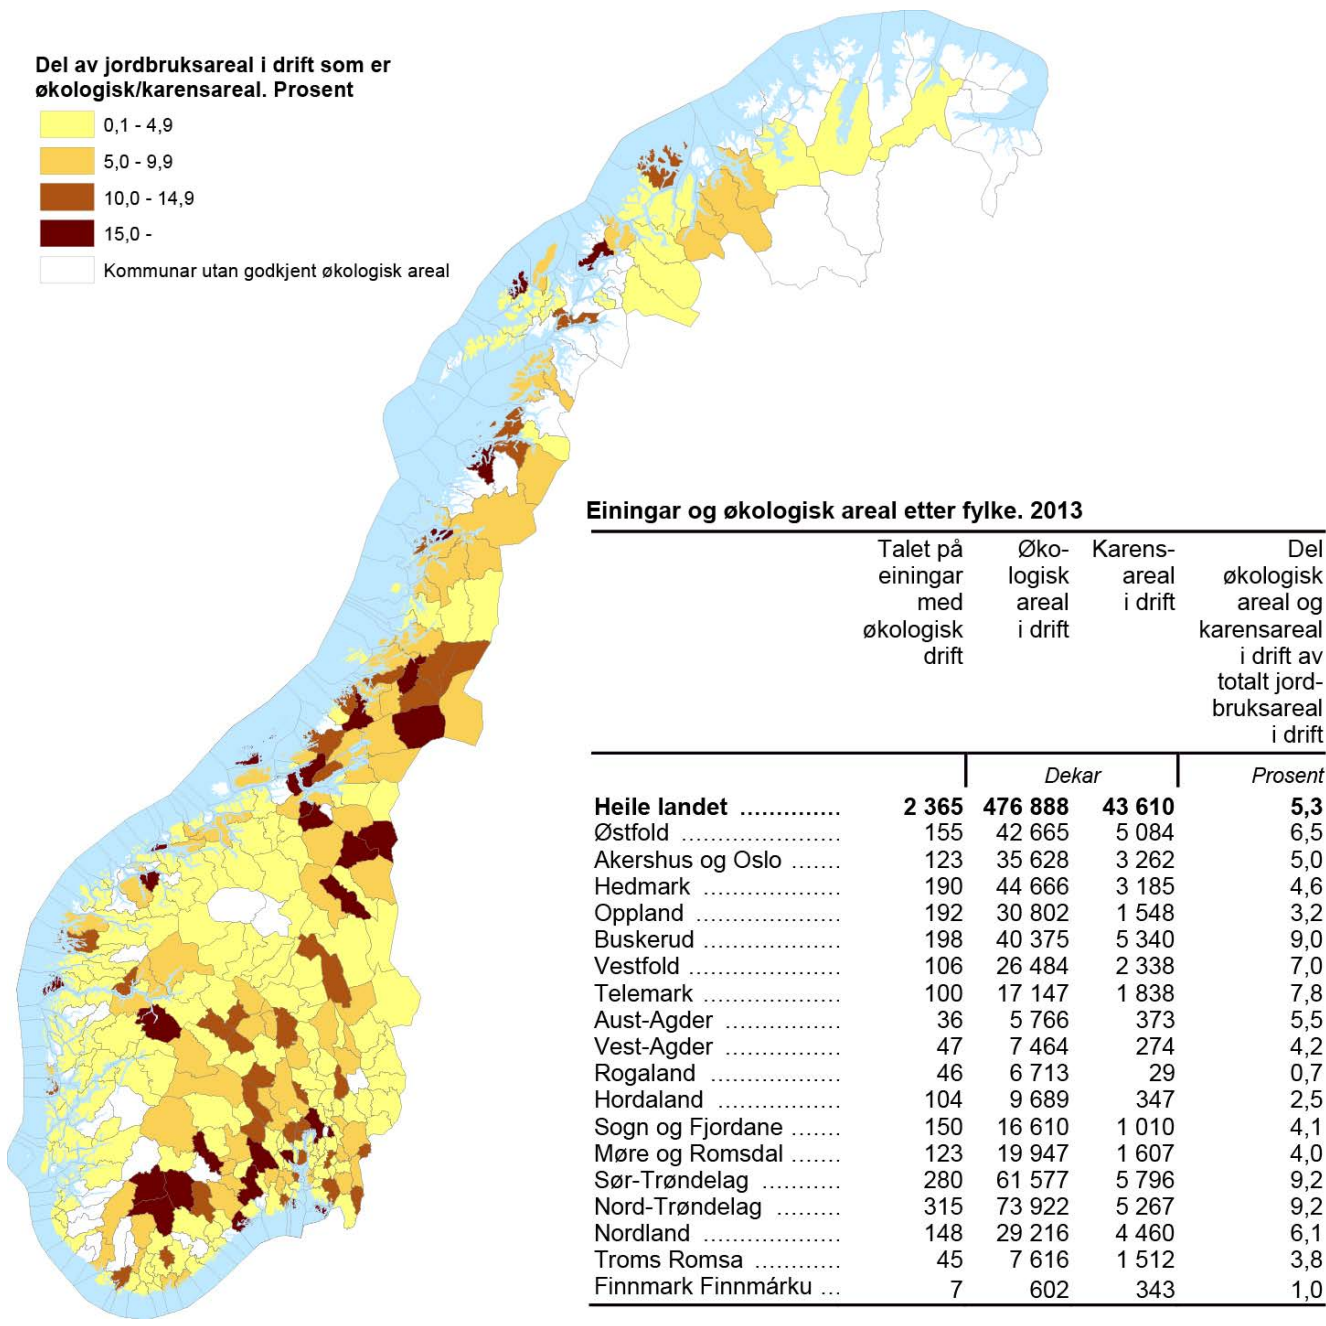 Del av jordbruksareal i drift som er
økologisk/karensareal. Prosent
0,1 - 4,9
5,0 - 9,9
10,0 - 14,9
15,0 -
Kommunar utan godkjent økologisk areal
Einingar og økologisk areal etter fylke. 2013
Talet på Øko- Karens- Del
einingar logisk areal økologisk
med areal i drift areal og
økologisk i drift karensareal
drift i drift av
totalt jord-
bruksareal
i drift
Dekar Prosent
Heile landet .............. 2 365 476 888 43 610 5,3
Østfold ..................... 155 42 665 5 084 6,5
Akershus og Oslo ....... 123 35 628 3 262 5,0
Hedmark .................. 190 44 666 3 185 4,6
Oppland ................... 192 30 802 1 548 3,2
Buskerud .................. 198 40 375 5 340 9,0
Vestfold .................... 106 26 484 2 338 7,0
Telemark .................. 100 17 147 1 838 7,8
Aust-Agder ............... 36 5 766 373 5,5
Vest-Agder ............... 47 7 464 274 4,2
Rogaland ................. 46 6 713 29 0,7
Hordaland ................ 104 9 689 347 2,5
Sogn og Fjordane ....... 150 16 610 1 010 4,1
Møre og Romsdal ...... 123 19 947 1 607 4,0
Sør-Trøndelag .......... 280 61 577 5 796 9,2
Nord-Trøndelag ......... 315 73 922 5 267 9,2
Nordland .................. 148 29 216 4 460 6,1
Troms Romsa ............ 45 7 616 1 512 3,8
Finnmark Finnmárku ... 7 602 343 1,0